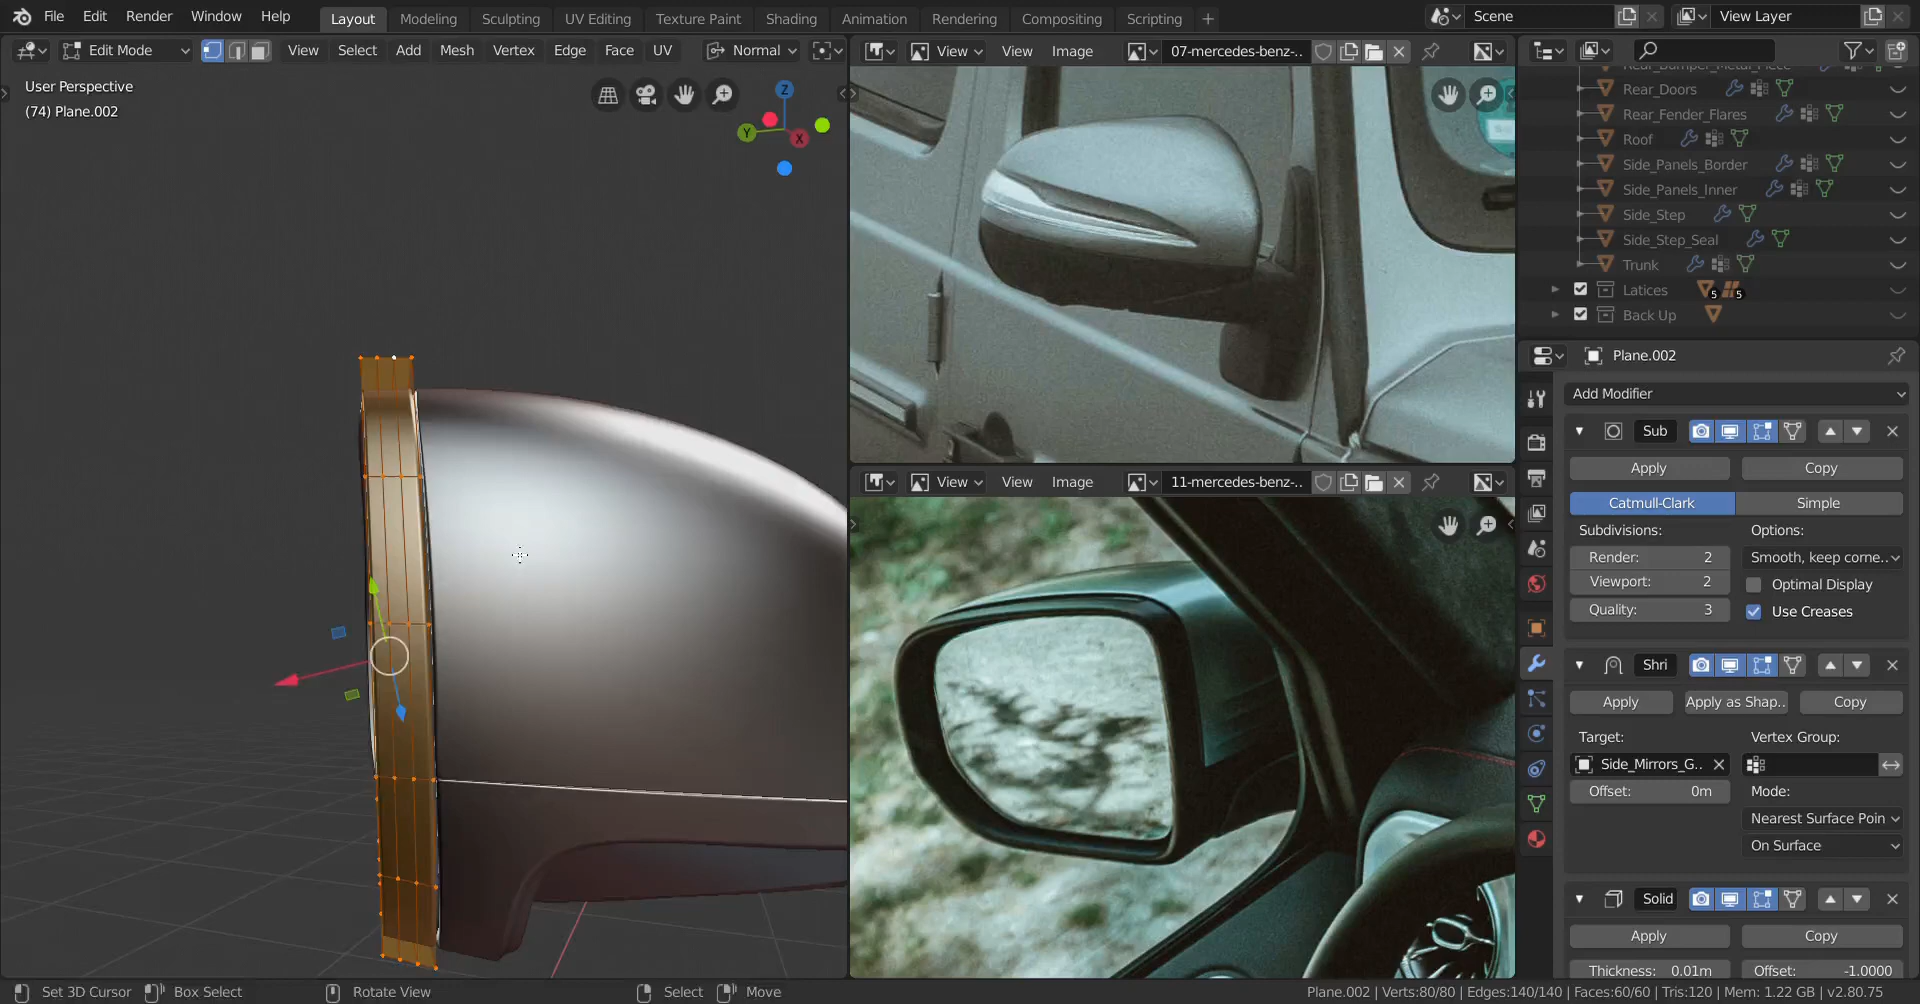 File Edit Render Window Help Layout Modeling Sculpting UV Editing Texture Paint Shading Animation Rendering Compositing Scripting + Scene View Layer
Edit Mode View Select Add Mesh Vertex Edge Face UV Normal
View View Image 07-mercedes-benz-..
User Perspective
(74) Plane.002
Z
Y
X
Rear_Bumper_Metal_Piece
Rear_Doors
Rear_Fender_Flares
Roof
Side_Panels_Border
Side_Panels_Inner
Side_Step
Side_Step_Seal
Trunk
Latices 5 5
Back Up
View View Image 11-mercedes-benz-..
Plane.002
Add Modifier
Sub
Apply Copy
Catmull-Clark Simple
Subdivisions: Options:
Render: 2 Smooth, keep corne..
Viewport: 2 Optimal Display
Quality: 3 Use Creases
Shri
Apply Apply as Shap.. Copy
Target: Vertex Group:
Side_Mirrors_G..
Offset: 0m Mode:
Nearest Surface Poin
On Surface
Solid
Apply Copy
Thickness: 0.01m Offset: -1.0000
Set 3D Cursor Box Select Rotate View Select Move Plane.002 | Verts:80/80 | Edges:140/140 | Faces:60/60 | Tris:120 | Mem: 1.22 GB | v2.80.75